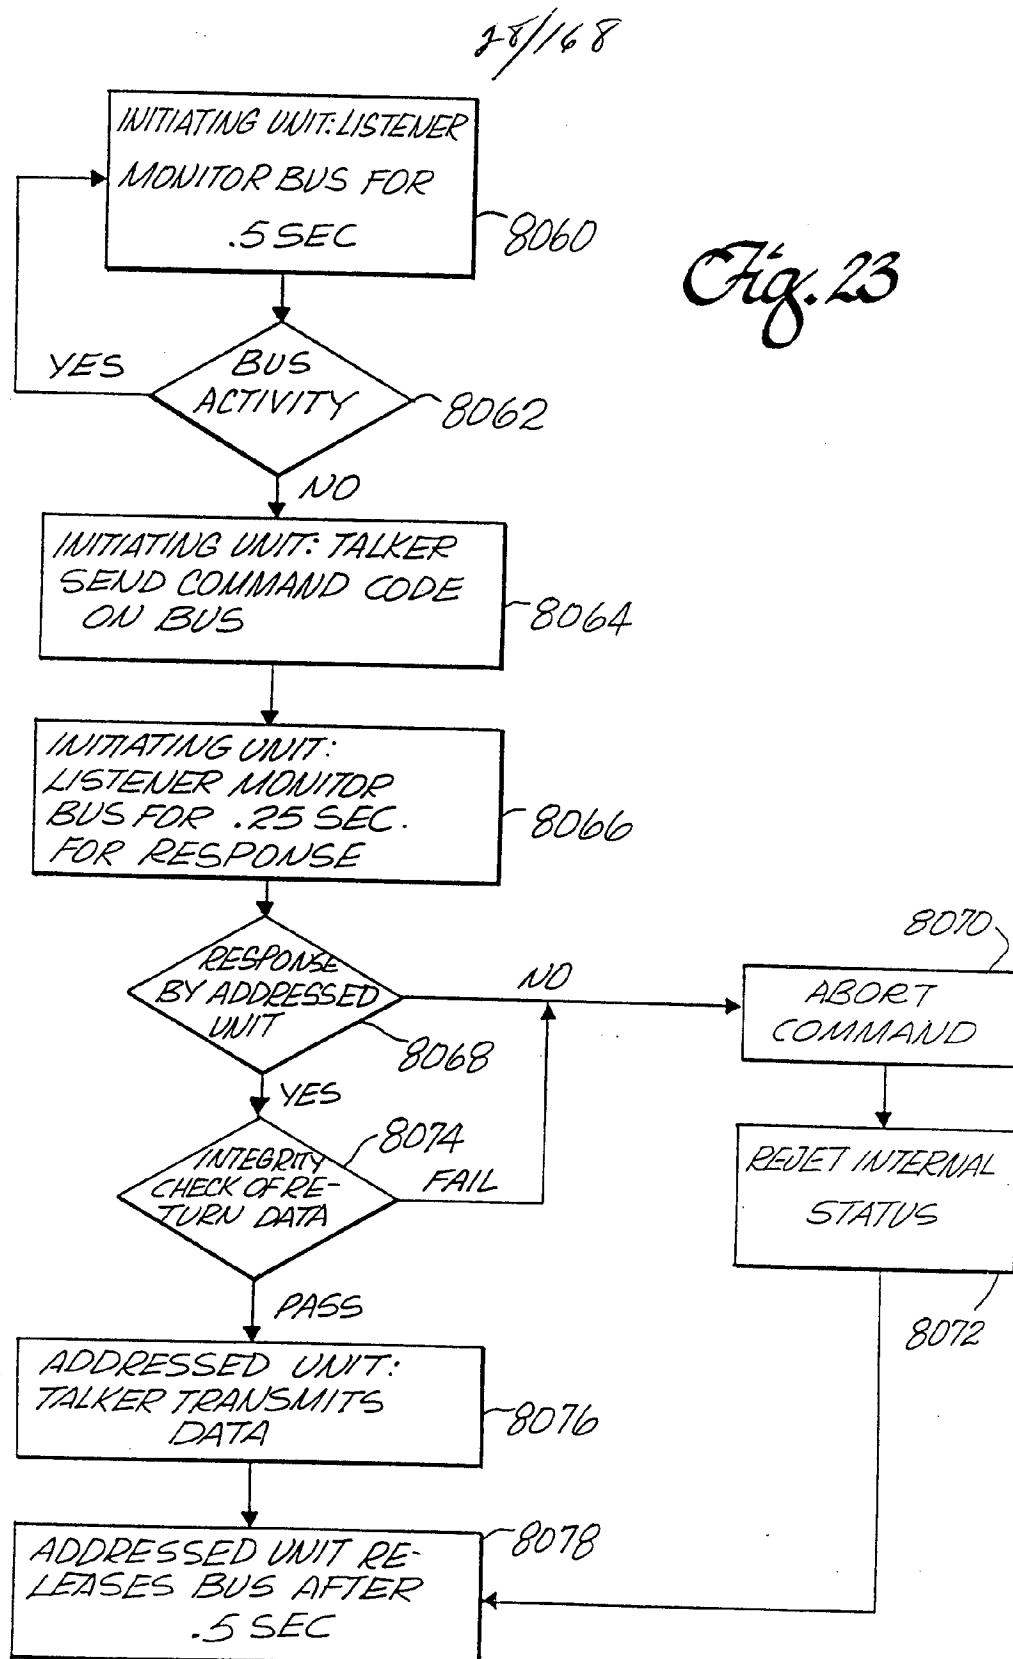 28/168
INITIATING UNIT: LISTENER
MONITOR BUS FOR
.5 SEC
8060
Fig. 23
YES
BUS
ACTIVITY
8062
NO
INITIATING UNIT: TALKER
SEND COMMAND CODE
ON BUS
8064
INITIATING UNIT:
LISTENER MONITOR
BUS FOR .25 SEC.
FOR RESPONSE
8066
RESPONSE
BY ADDRESSED
UNIT
8068
NO
8070
ABORT
COMMAND
YES
8074
INTEGRITY
CHECK OF RE-
TURN DATA
FAIL
REJET INTERNAL
STATUS
8072
PASS
ADDRESSED UNIT:
TALKER TRANSMITS
DATA
8076
ADDRESSED UNIT RE-
LEASES BUS AFTER
.5 SEC
8078